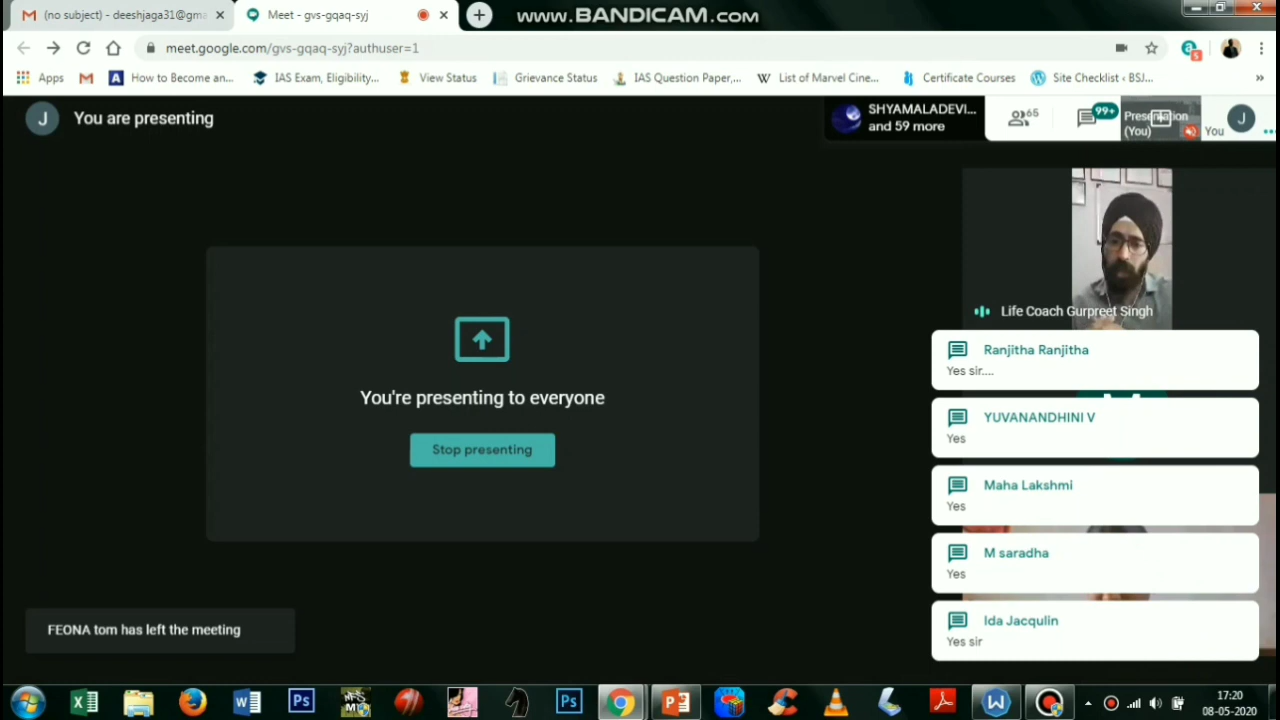 www.BANDICAM.com
(no subject) - deeshjaga31@gma
Meet - gvs-gqaq-syj
meet.google.com/gvs-gqaq-syj?authuser=1
Apps
How to Become an...
IAS Exam, Eligibility...
View Status
Grievance Status
IAS Question Paper,...
List of Marvel Cine...
Certificate Courses
Site Checklist ‹ BSJ...
»
J
You are presenting
SHYAMALADEVI...
and 59 more
65
99+
Presentation
(You)
You
J
Life Coach Gurpreet Singh
Ranjitha Ranjitha
Yes sir....
YUVANANDHINI V
Yes
Maha Lakshmi
Yes
M saradha
Yes
Ida Jacqulin
Yes sir
You're presenting to everyone
Stop presenting
FEONA tom has left the meeting
17:20
08-05-2020